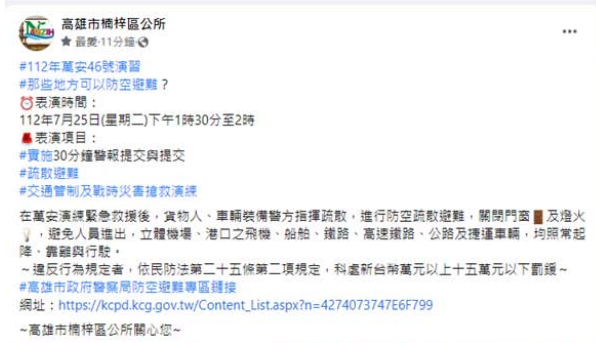 高雄市楠梓區公所
最愛·11分鐘·
#112年萬安46號演習
#那些地方可以防空避難？
表演時間：
112年7月25日(星期二)下午1時30分至2時
表演項目：
#實施30分鐘警報提交與提交
#疏散避難
#交通管制及戰時災害搶救演練
在萬安演練緊急救援後，貨物人、車輛裝備警方指揮疏散，進行防空疏散避難，關閉門窗及燈火
，避免人員進出，立體機場、港口之飛機、船舶、鐵路、高速鐵路、公路及捷運車輛，均照常起
降、靠離與行駛。
~違反行為規定者，依民防法第二十五條第二項規定，科處新台幣萬元以上十五萬元以下罰鍰~
#高雄市政府警察局防空避難專區鏈接
網址：https://kcpd.kcg.gov.tw/Content_List.aspx?n=4274073747E6F799
~高雄市楠梓區公所關心您~